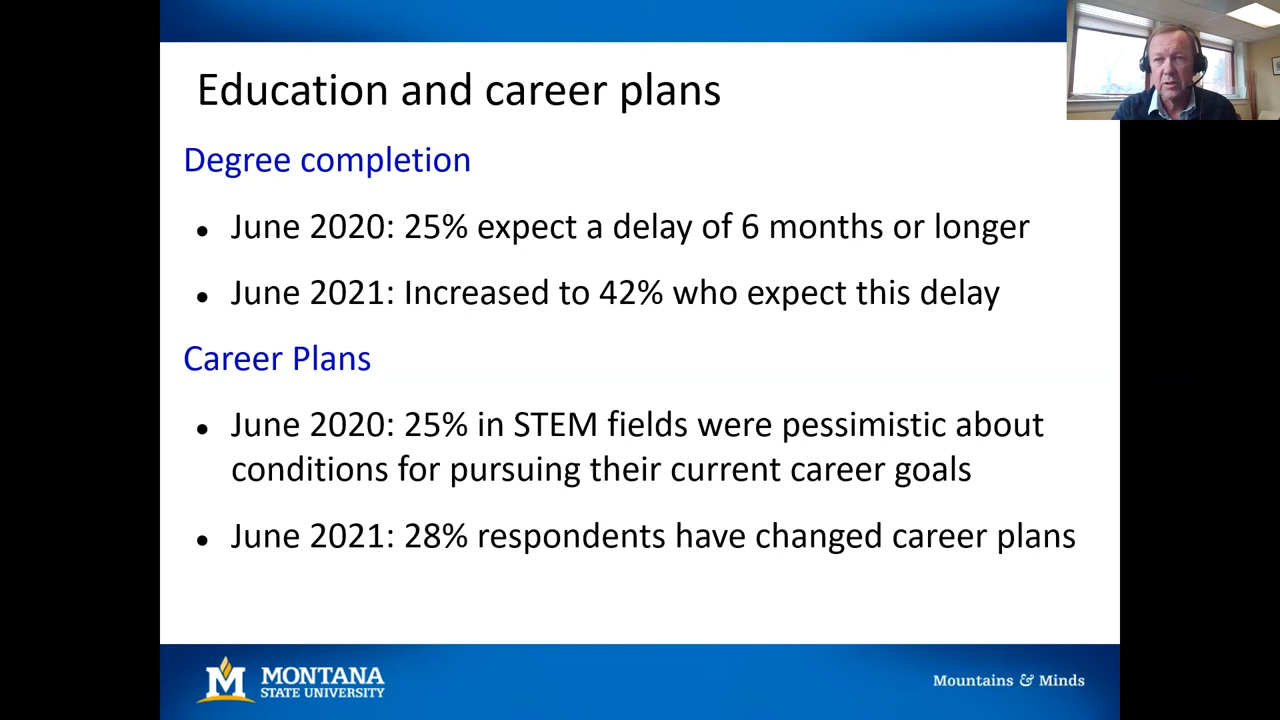 Education and career plans
Degree completion
• June 2020: 25% expect a delay of 6 months or longer
• June 2021: Increased to 42% who expect this delay
Career Plans
• June 2020: 25% in STEM fields were pessimistic about
conditions for pursuing their current career goals
• June 2021: 28% respondents have changed career plans
M MONTANA
STATE UNIVERSITY
Mountains & Minds